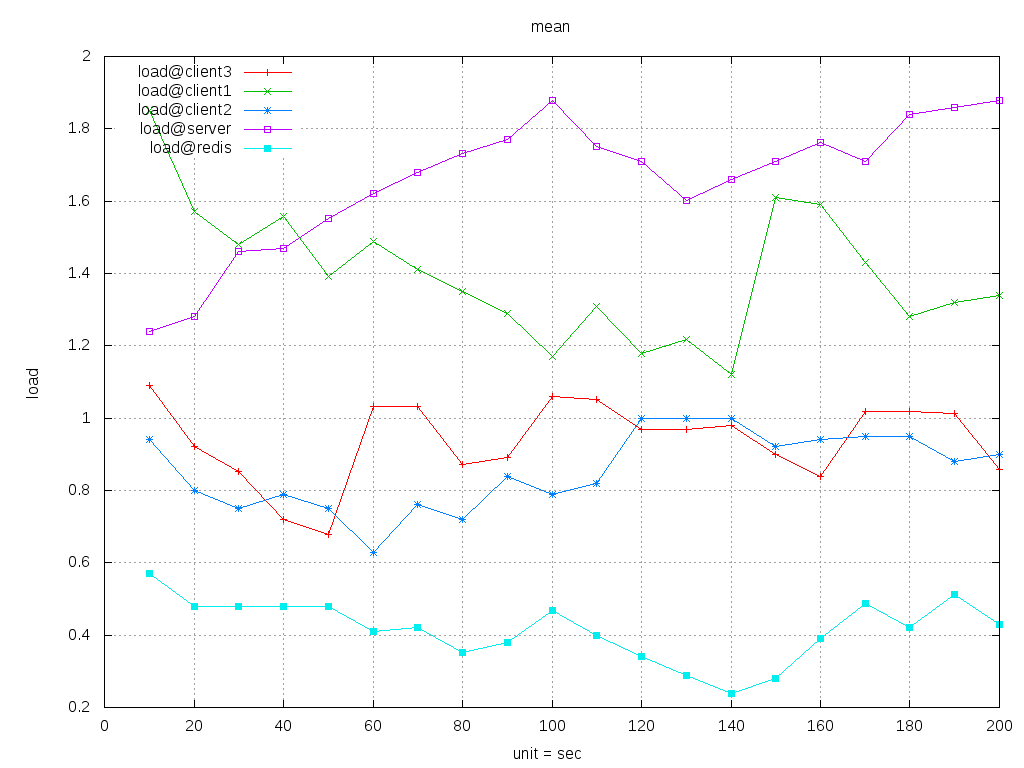 mean
2
load@client3
load@client1
load@client2
1.8
load@server
load@redis
1.6
1.4
1.2
load
1
0.8
0.6
0.4
0.2
0 20 40 60 80 100 120 140 160 180 200
unit = sec